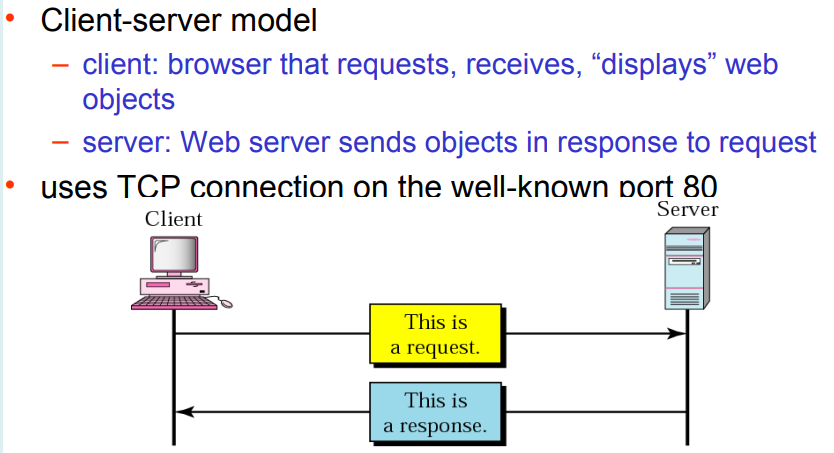 • Client-server model
– client: browser that requests, receives, “displays” web
objects
– server: Web server sends objects in response to request
• uses TCP connection on the well-known port 80
Client
Server
This is
a request.
This is
a response.